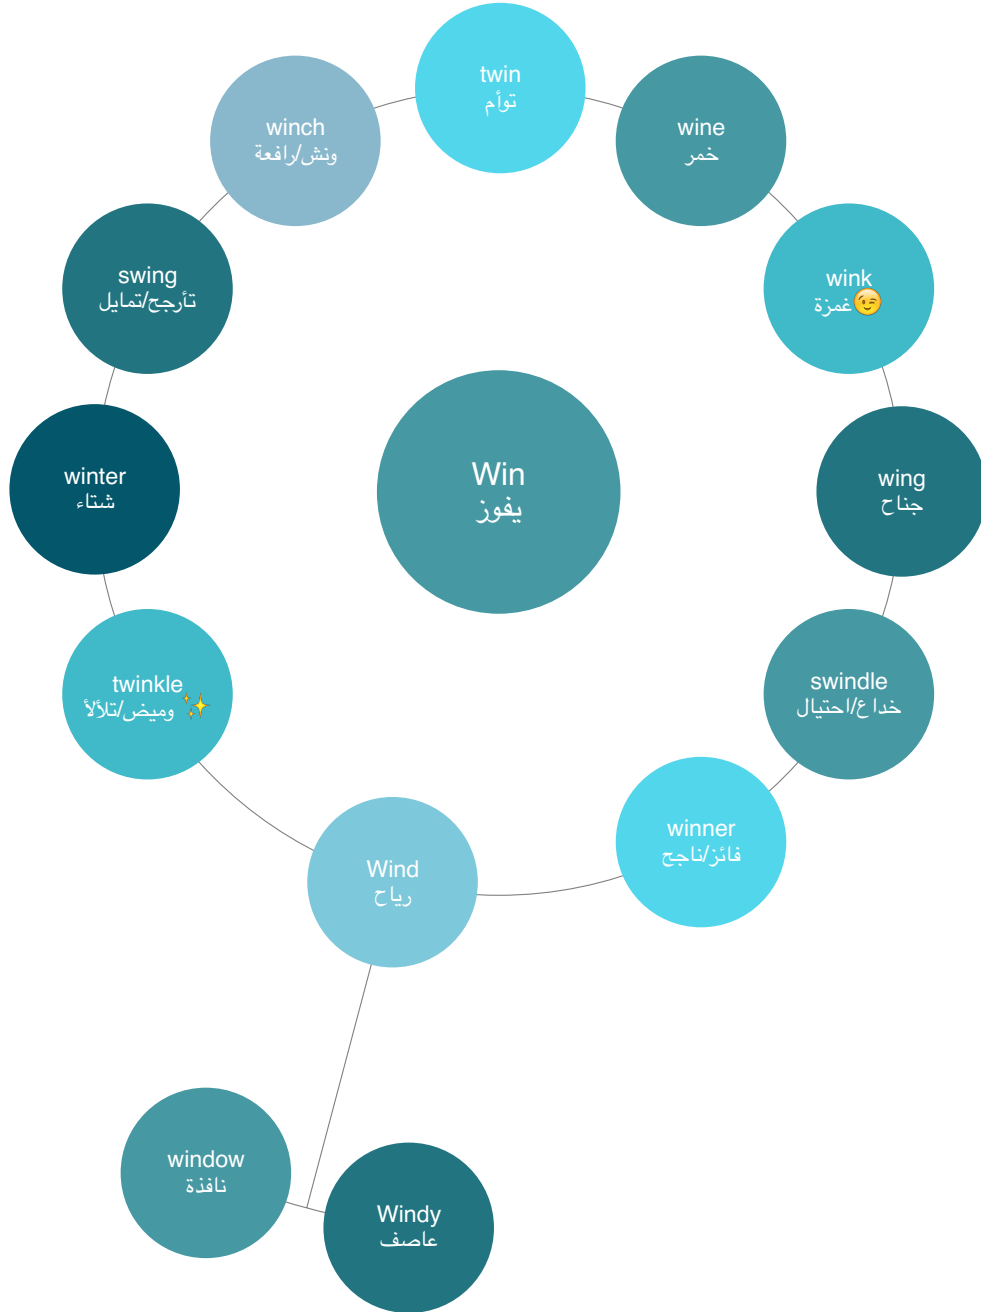 twin
توأم
wine
خمر
wink
غمزة😉
wing
جناح
swindle
خداع/احتيال
winner
فائز/ناجح
Wind
رياح
twinkle
وميض/تلألأ ✨
winter
شتاء
swing
تأرجح/تمايل
winch
ونش/رافعة
Win
يفوز
window
نافذة
Windy
عاصف